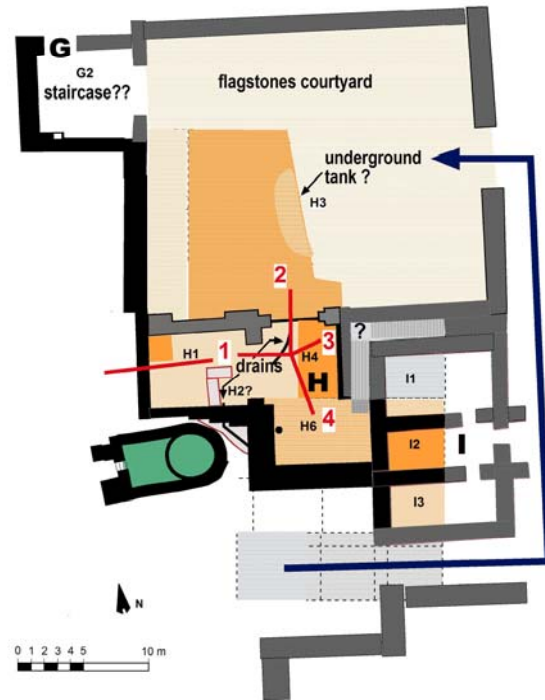 G
G2
staircase??
flagstones courtyard
underground
tank ?
H3
2
?
H1
1
3
drains
H4
H
I1
H2?
4
H6
I2
I
I3
N
0 1 2 3 4 5 10 m